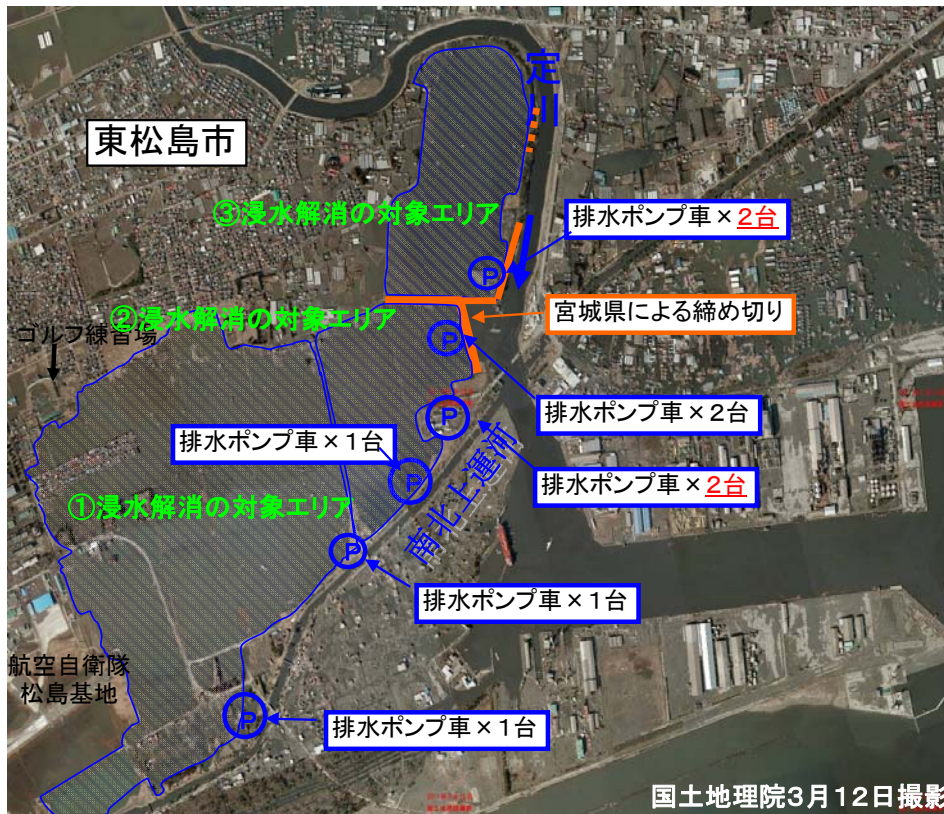 定川
東松島市
③浸水解消の対象エリア
排水ポンプ車×2台
P
②浸水解消の対象エリア
宮城県による締め切り
ゴルフ練習場
P
排水ポンプ車×2台
P
排水ポンプ車×1台
南北上運河
排水ポンプ車×2台
P
①浸水解消の対象エリア
P
排水ポンプ車×1台
航空自衛隊
松島基地
P
排水ポンプ車×1台
国土地理院3月12日撮影